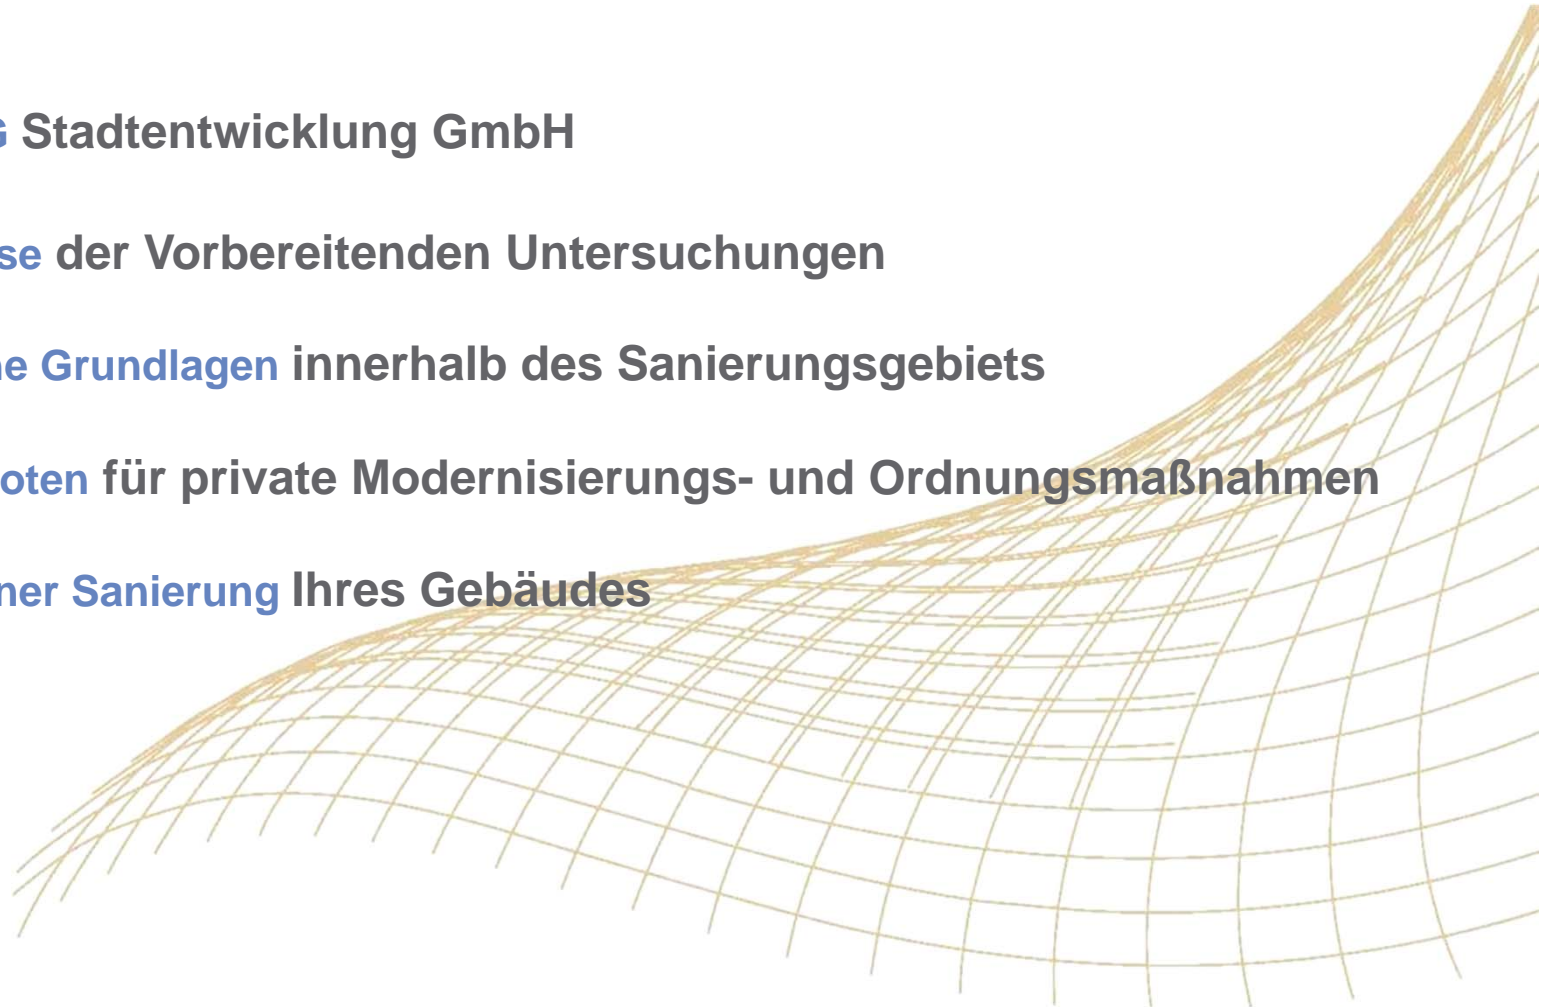 G Stadtentwicklung GmbH
se der Vorbereitenden Untersuchungen
ne Grundlagen innerhalb des Sanierungsgebiets
oten für private Modernisierungs- und Ordnungsmaßnahmen
ner Sanierung Ihres Gebäudes